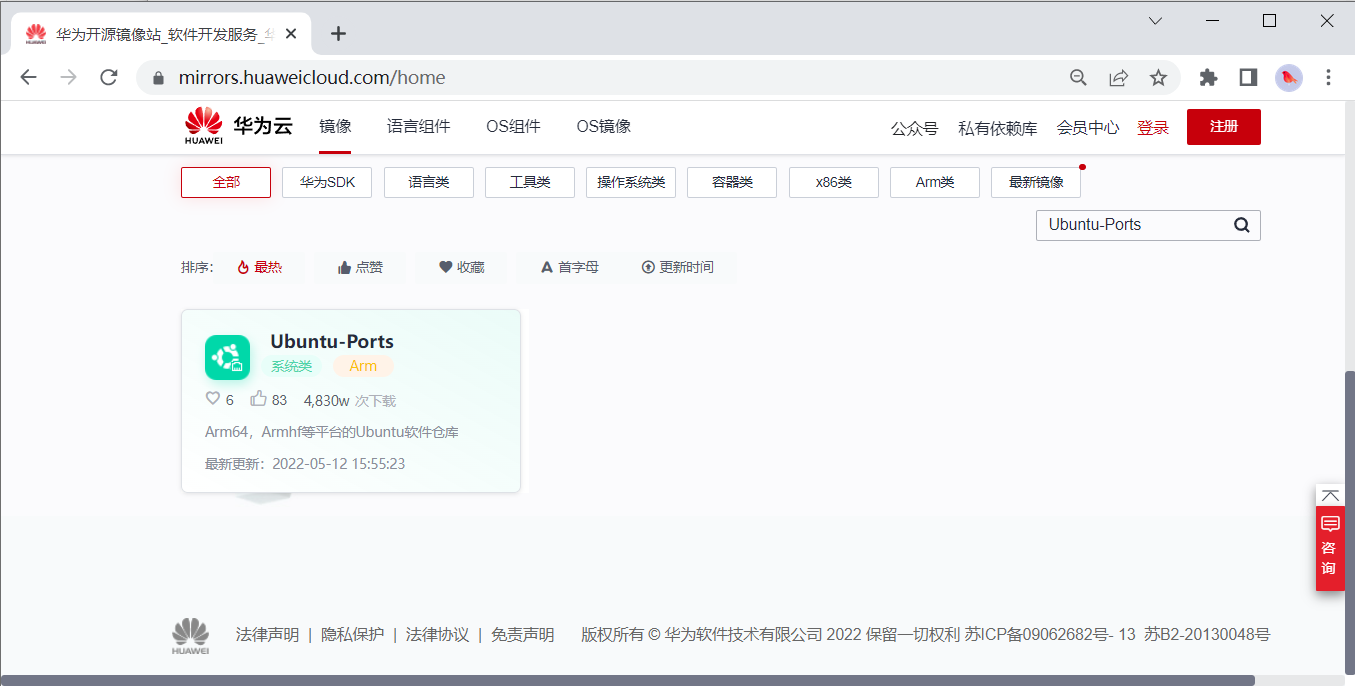 华为开源镜像站_软件开发服务_
mirrors.huaweicloud.com/home
HUAWEI 华为云 镜像 语言组件 OS组件 OS镜像 公众号 私有依赖库 会员中心 登录 注册
全部 华为SDK 语言类 工具类 操作系统类 容器类 x86类 Arm类 最新镜像
Ubuntu-Ports
排序: 最热 点赞 收藏 A 首字母 更新时间
Ubuntu-Ports
系统类 Arm
6 83 4,830w 次下载
Arm64，Armhf等平台的Ubuntu软件仓库
最新更新：2022-05-12 15:55:23
咨
询
HUAWEI 法律声明 | 隐私保护 | 法律协议 | 免责声明 版权所有 © 华为软件技术有限公司 2022 保留一切权利 苏ICP备09062682号- 13 苏B2-20130048号